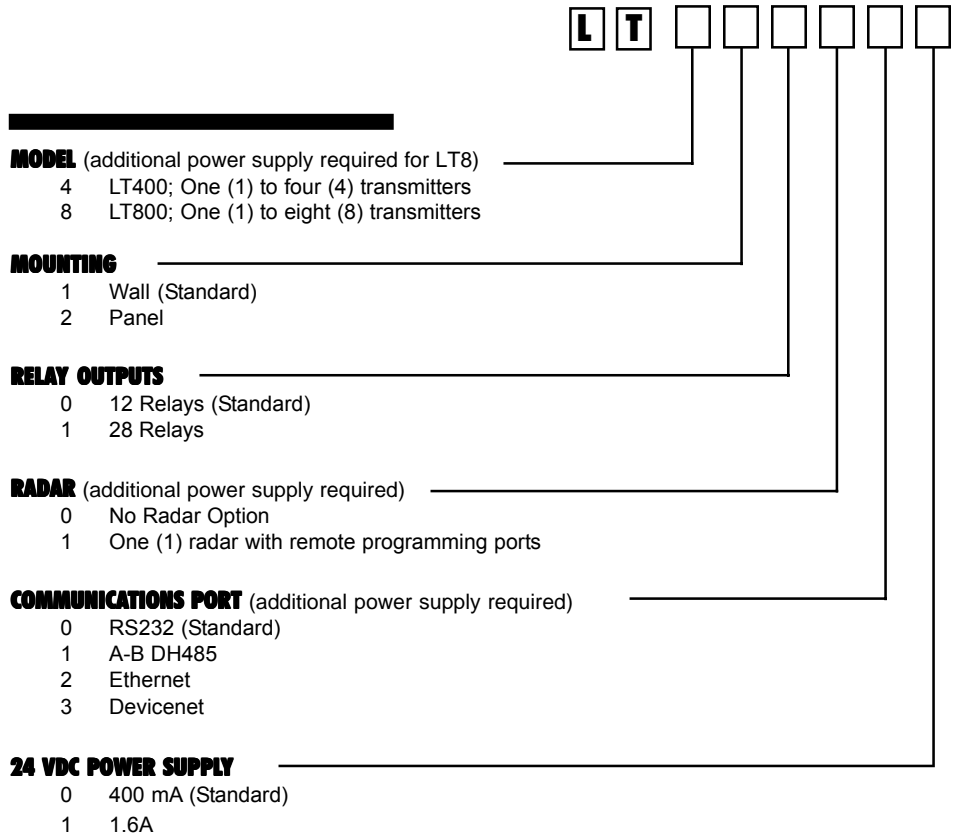 L T
MODEL (additional power supply required for LT8)
4 LT400; One (1) to four (4) transmitters
8 LT800; One (1) to eight (8) transmitters
MOUNTING
1 Wall (Standard)
2 Panel
RELAY OUTPUTS
0 12 Relays (Standard)
1 28 Relays
RADAR (additional power supply required)
0 No Radar Option
1 One (1) radar with remote programming ports
COMMUNICATIONS PORT (additional power supply required)
0 RS232 (Standard)
1 A-B DH485
2 Ethernet
3 Devicenet
24 VDC POWER SUPPLY
0 400 mA (Standard)
1 1.6A